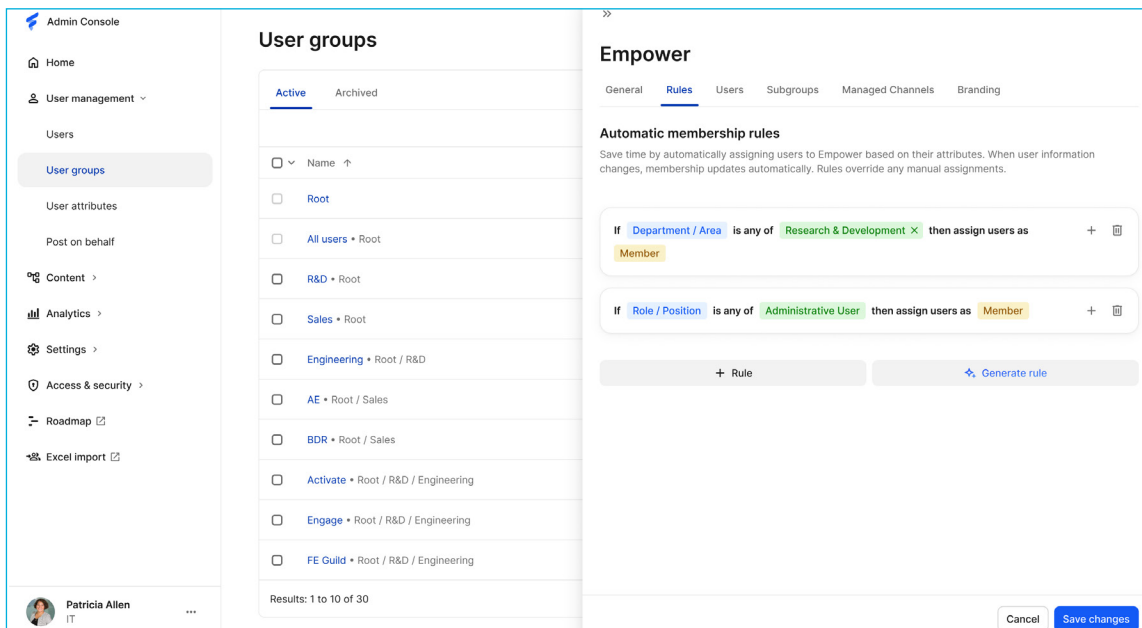 Admin Console
Home
User management
Users
User groups
User attributes
Post on behalf
Content
Analytics
Settings
Access & security
Roadmap
Excel import
Patricia Allen
IT
User groups
Active Archived
Name ↑
Root
All users • Root
R&D • Root
Sales • Root
Engineering • Root / R&D
AE • Root / Sales
BDR • Root / Sales
Activate • Root / R&D / Engineering
Engage • Root / R&D / Engineering
FE Guild • Root / R&D / Engineering
Results: 1 to 10 of 30
Empower
General Rules Users Subgroups Managed Channels Branding
Automatic membership rules
Save time by automatically assigning users to Empower based on their attributes. When user information
changes, membership updates automatically. Rules override any manual assignments.
If Department / Area is any of Research & Development × then assign users as
Member
If Role / Position is any of Administrative User then assign users as Member
+ Rule
Generate rule
Cancel Save changes